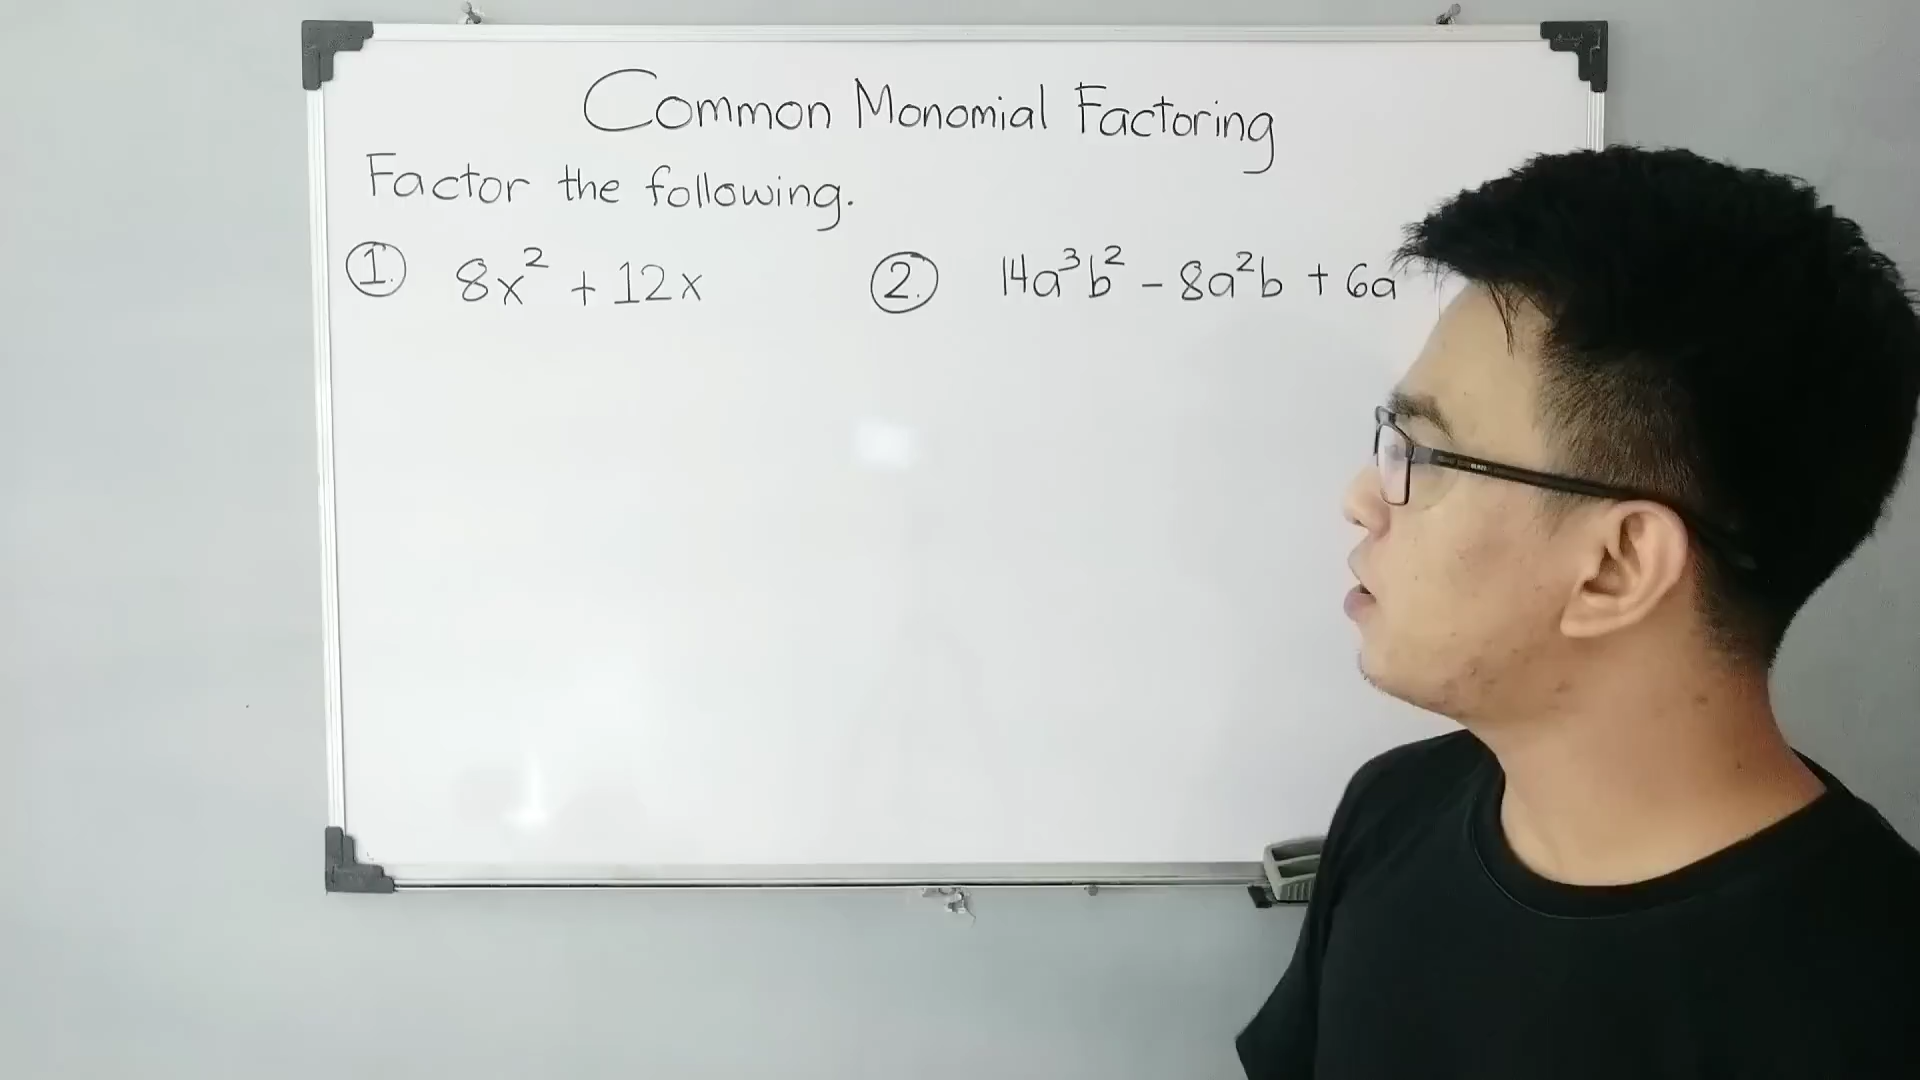 Common Monomial Factoring
Factor the following.
1. 8x² + 12x
2. 14a³b² - 8a²b + 6a